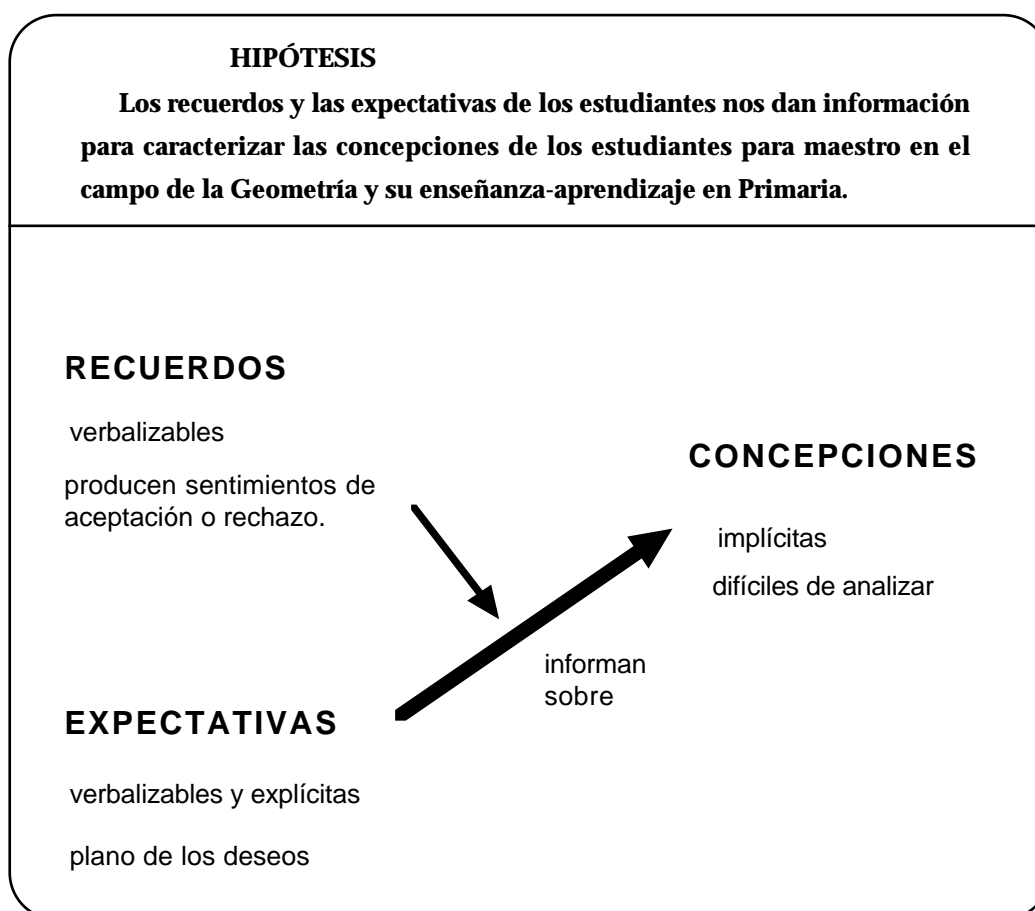 HIPÓTESIS
Los recuerdos y las expectativas de los estudiantes nos dan información
para caracterizar las concepciones de los estudiantes para maestro en el
campo de la Geometría y su enseñanza-aprendizaje en Primaria.
RECUERDOS
verbalizables
producen sentimientos de
aceptación o rechazo.
CONCEPCIONES
implícitas
difíciles de analizar
informan
sobre
EXPECTATIVAS
verbalizables y explícitas
plano de los deseos